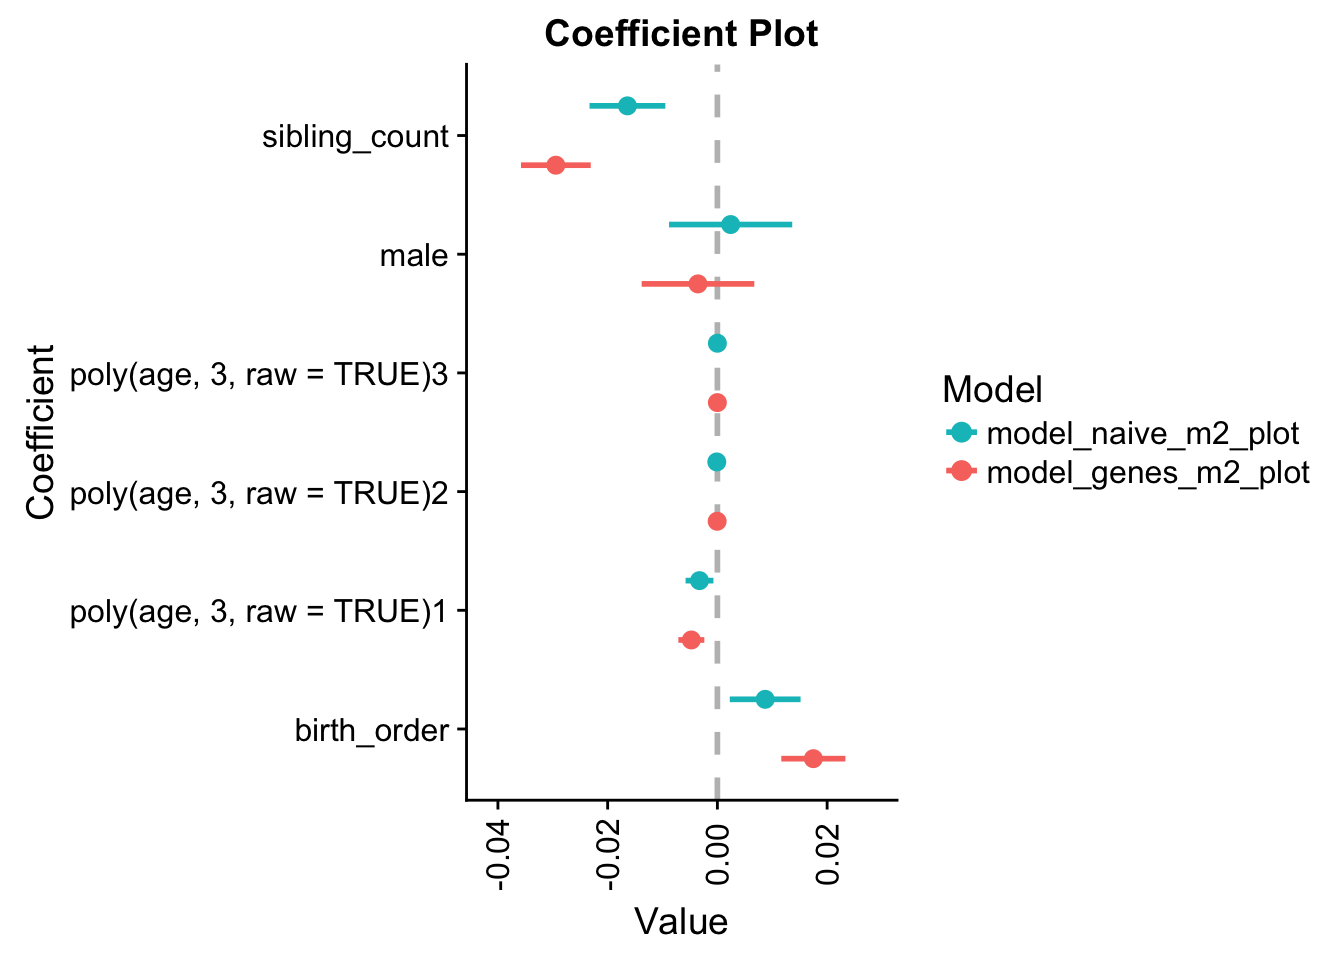 Coefficient Plot
Coefficient
sibling_count
male
poly(age, 3, raw = TRUE)3
poly(age, 3, raw = TRUE)2
poly(age, 3, raw = TRUE)1
birth_order
-0.04
-0.02
0.00
0.02
Value
Model
model_naive_m2_plot
model_genes_m2_plot